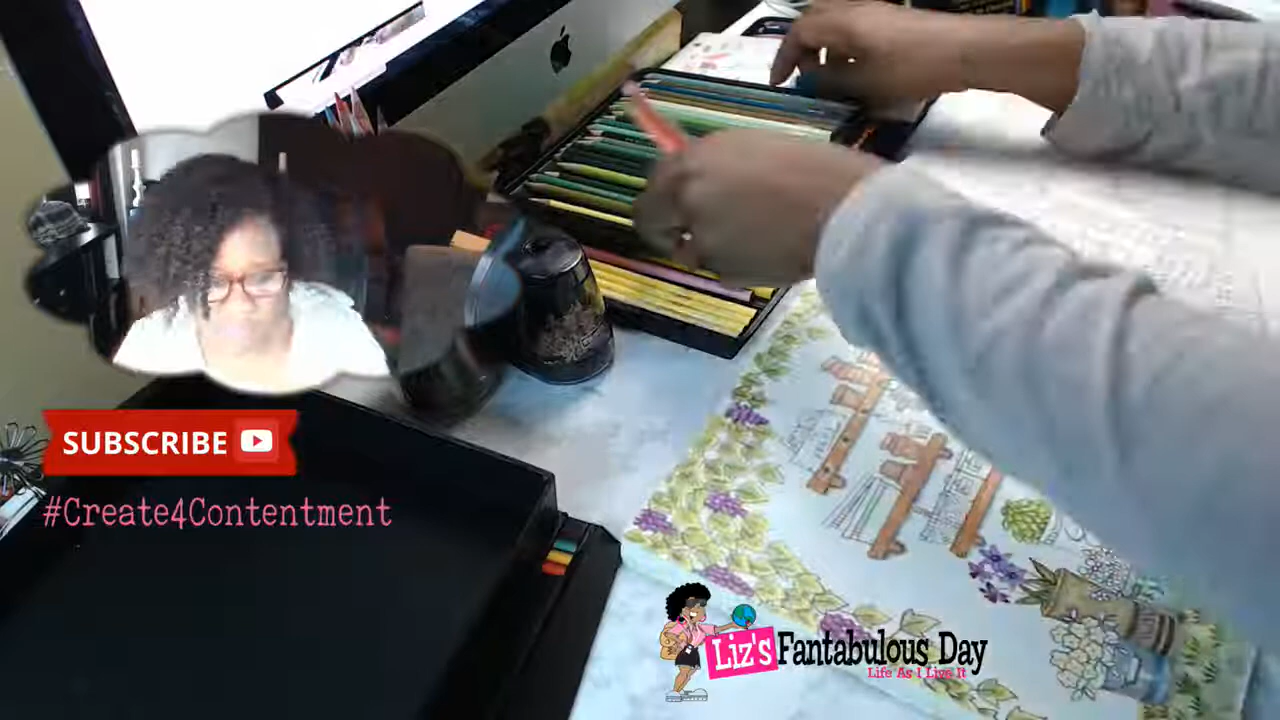 SUBSCRIBE
#Create4Contentment
Liz's Fantabulous Day
Life As I Live It